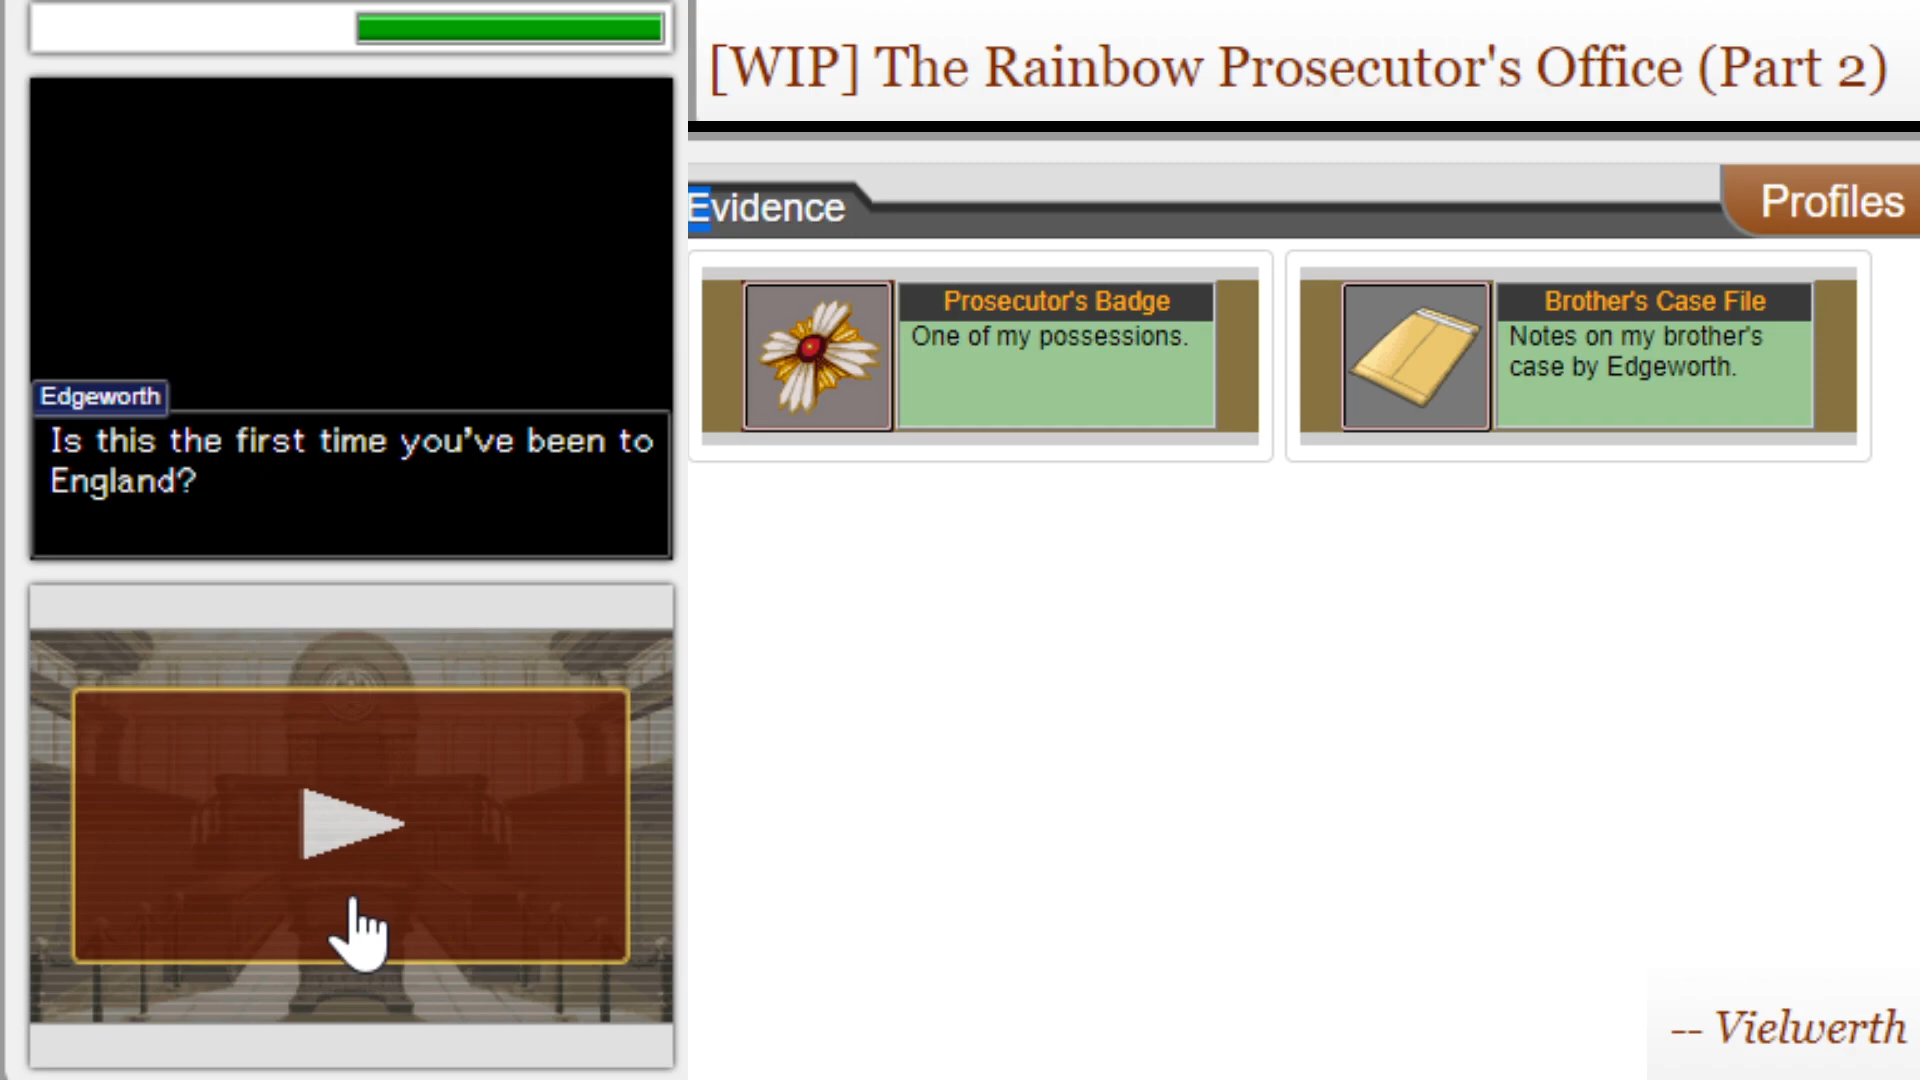 [WIP] The Rainbow Prosecutor's Office (Part 2)
Evidence
Profiles
Prosecutor's Badge
One of my possessions.
Brother's Case File
Notes on my brother's
case by Edgeworth.
Edgeworth
Is this the first time you've been to
England?
-- Vielwerth